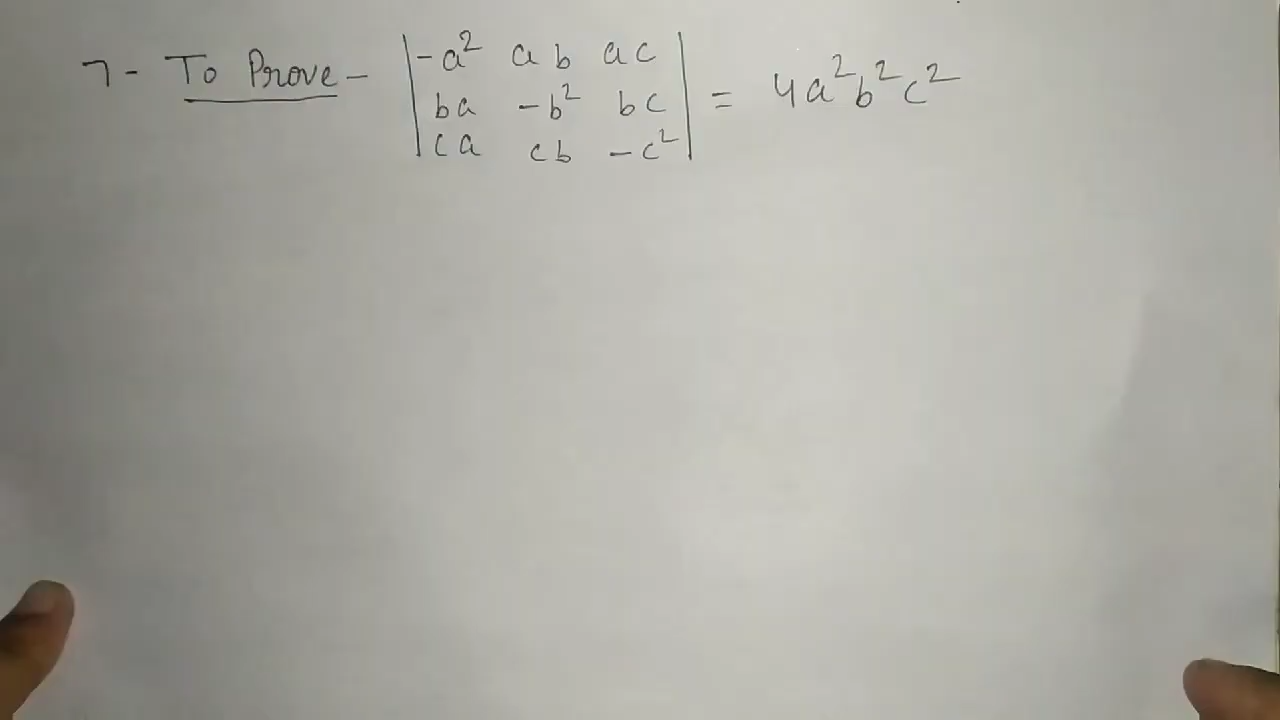 7- To Prove- |-a² ab ac| = 4a²b²c²
|ba -b² bc|
|ca cb -c²|